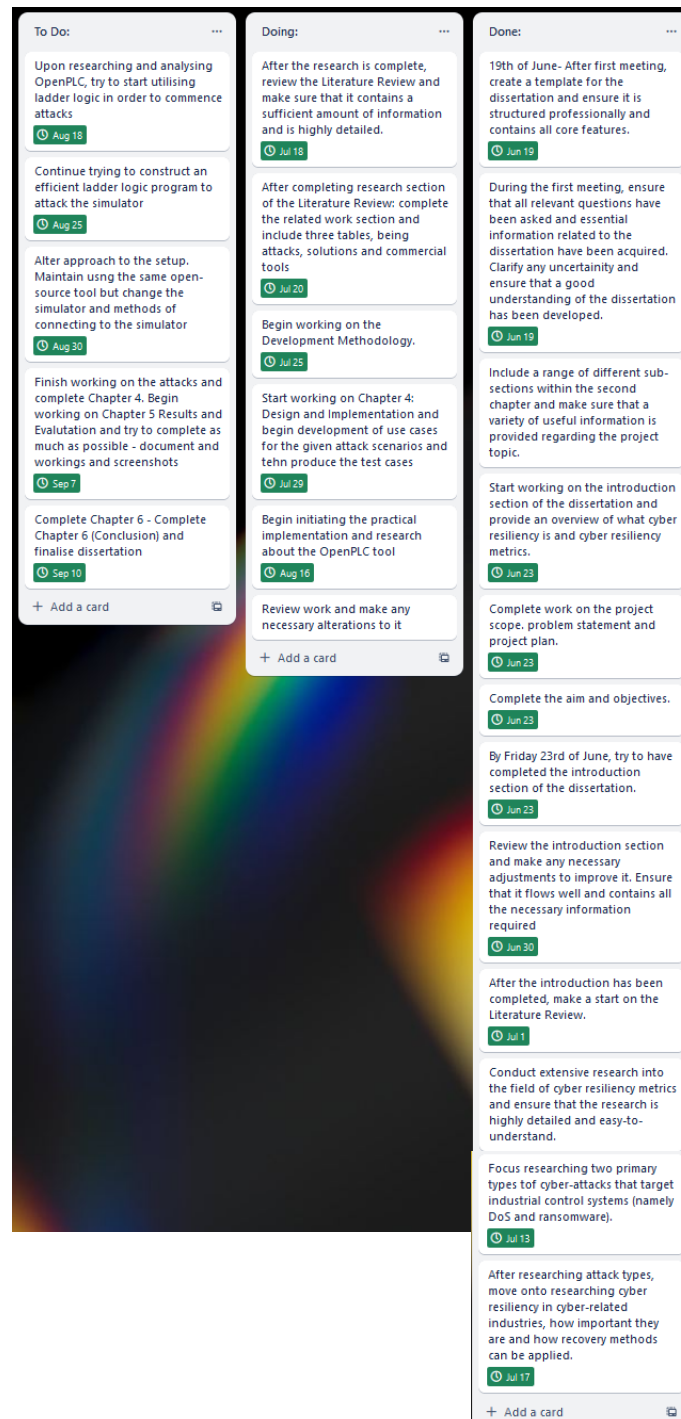 To Do:
Upon researching and analysing
OpenPLC, try to start utilising
ladder logic in order to commence
attacks
Aug 18
Continue trying to construct an
efficient ladder logic program to
attack the simulator
Aug 25
Alter approach to the setup.
Maintain usng the same open-
source tool but change the
simulator and methods of
connecting to the simulator
Aug 30
Finish working on the attacks and
complete Chapter 4. Begin
working on Chapter 5 Results and
Evalutation and try to complete as
much as possible - document and
workings and screenshots
Sep 7
Complete Chapter 6 - Complete
Chapter 6 (Conclusion) and
finalise dissertation
Sep 10
+ Add a card
Doing:
After the research is complete,
review the Literature Review and
make sure that it contains a
sufficient amount of information
and is highly detailed.
Jul 18
After completing research section
of the Literature Review: complete
the related work section and
include three tables, being
attacks, solutions and commercial
tools
Jul 20
Begin working on the
Development Methodology.
Jul 25
Start working on Chapter 4:
Design and Implementation and
begin development of use cases
for the given attack scenarios and
tehn produce the test cases
Jul 29
Begin initiating the practical
implementation and research
about the OpenPLC tool
Aug 16
Review work and make any
necessary alterations to it
+ Add a card
Done:
19th of June- After first meeting,
create a template for the
dissertation and ensure it is
structured professionally and
contains all core features.
Jun 19
During the first meeting, ensure
that all relevant questions have
been asked and essential
information related to the
dissertation have been acquired.
Clarify any uncertainity and
ensure that a good
understanding of the dissertation
has been developed.
Jun 19
Include a range of different sub-
sections within the second
chapter and make sure that a
variety of useful information is
provided regarding the project
topic.
Start working on the introduction
section of the dissertation and
provide an overview of what cyber
resiliency is and cyber resiliency
metrics.
Jun 23
Complete work on the project
scope. problem statement and
project plan.
Jun 23
Complete the aim and objectives.
Jun 23
By Friday 23rd of June, try to have
completed the introduction
section of the dissertation.
Jun 23
Review the introduction section
and make any necessary
adjustments to improve it. Ensure
that it flows well and contains all
the necessary information
required
Jun 30
After the introduction has been
completed, make a start on the
Literature Review.
Jul 1
Conduct extensive research into
the field of cyber resiliency metrics
and ensure that the research is
highly detailed and easy-to-
understand.
Focus researching two primary
types tof cyber-attacks that target
industrial control systems (namely
DoS and ransomware).
Jul 13
After researching attack types,
move onto researching cyber
resiliency in cyber-related
industries, how important they
are and how recovery methods
can be applied.
Jul 17
+ Add a card